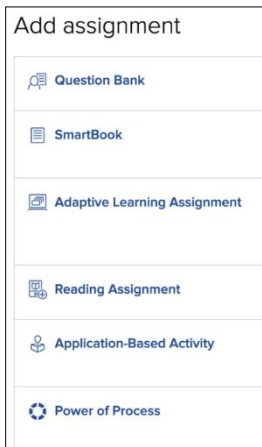 Add assignment
Question Bank
SmartBook
Adaptive Learning Assignment
Reading Assignment
Application-Based Activity
Power of Process